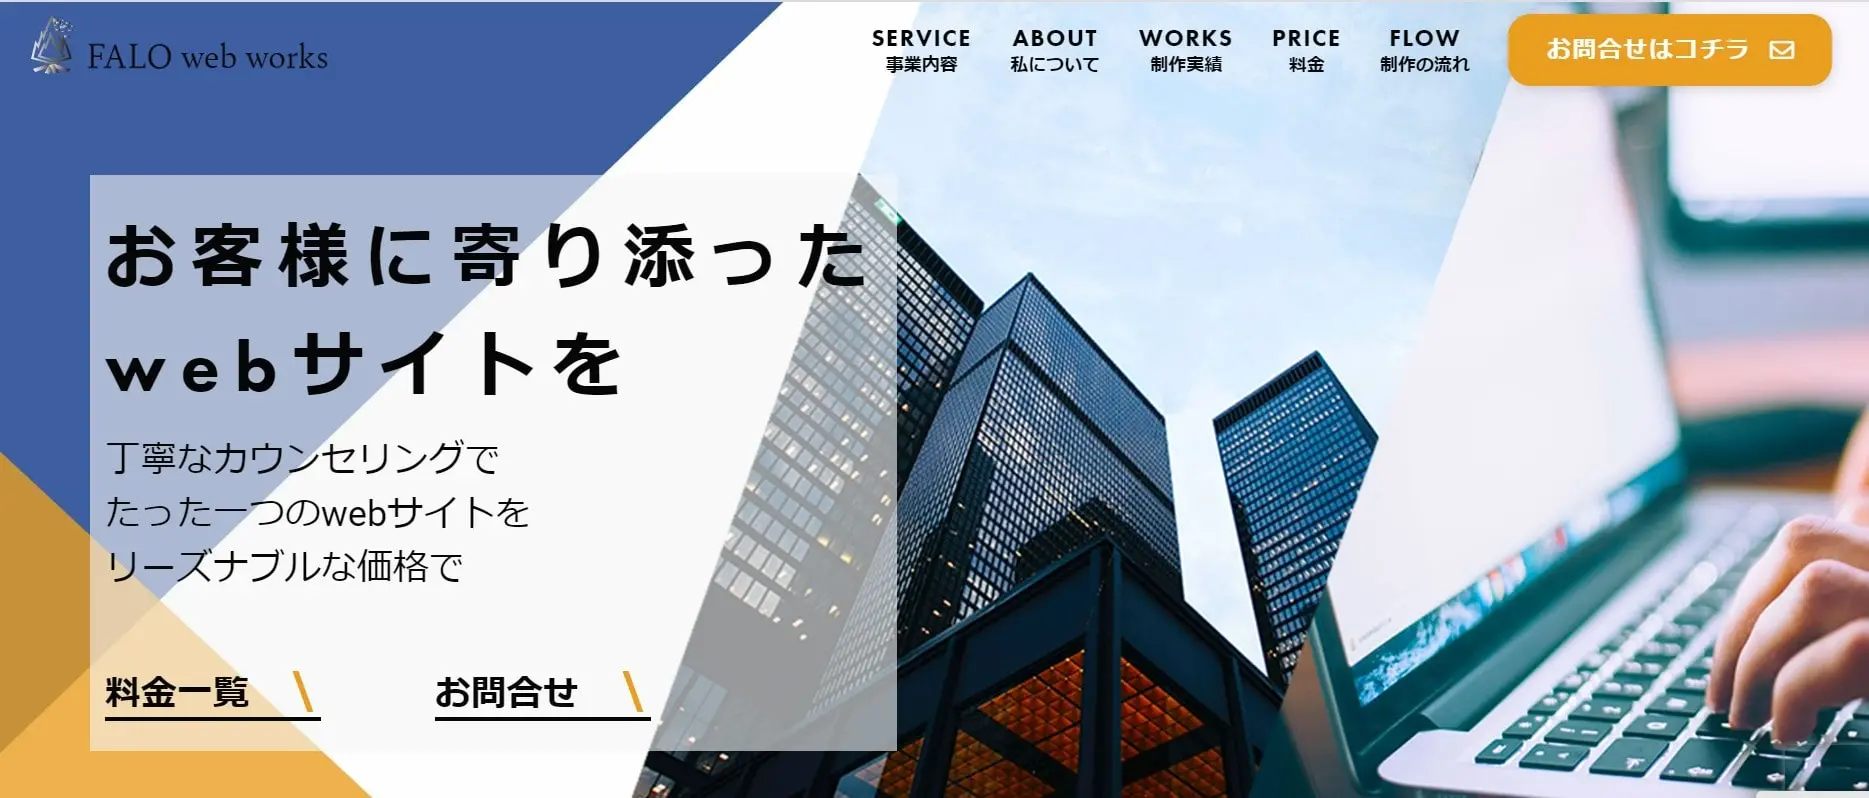 FALO web works
SERVICE
事業内容
ABOUT
私について
WORKS
制作実績
PRICE
料金
FLOW
制作の流れ
お問合せはコチラ
お客様に寄り添った
webサイトを
丁寧なカウンセリングで
たった一つのwebサイトを
リーズナブルな価格で
料金一覧
お問合せ